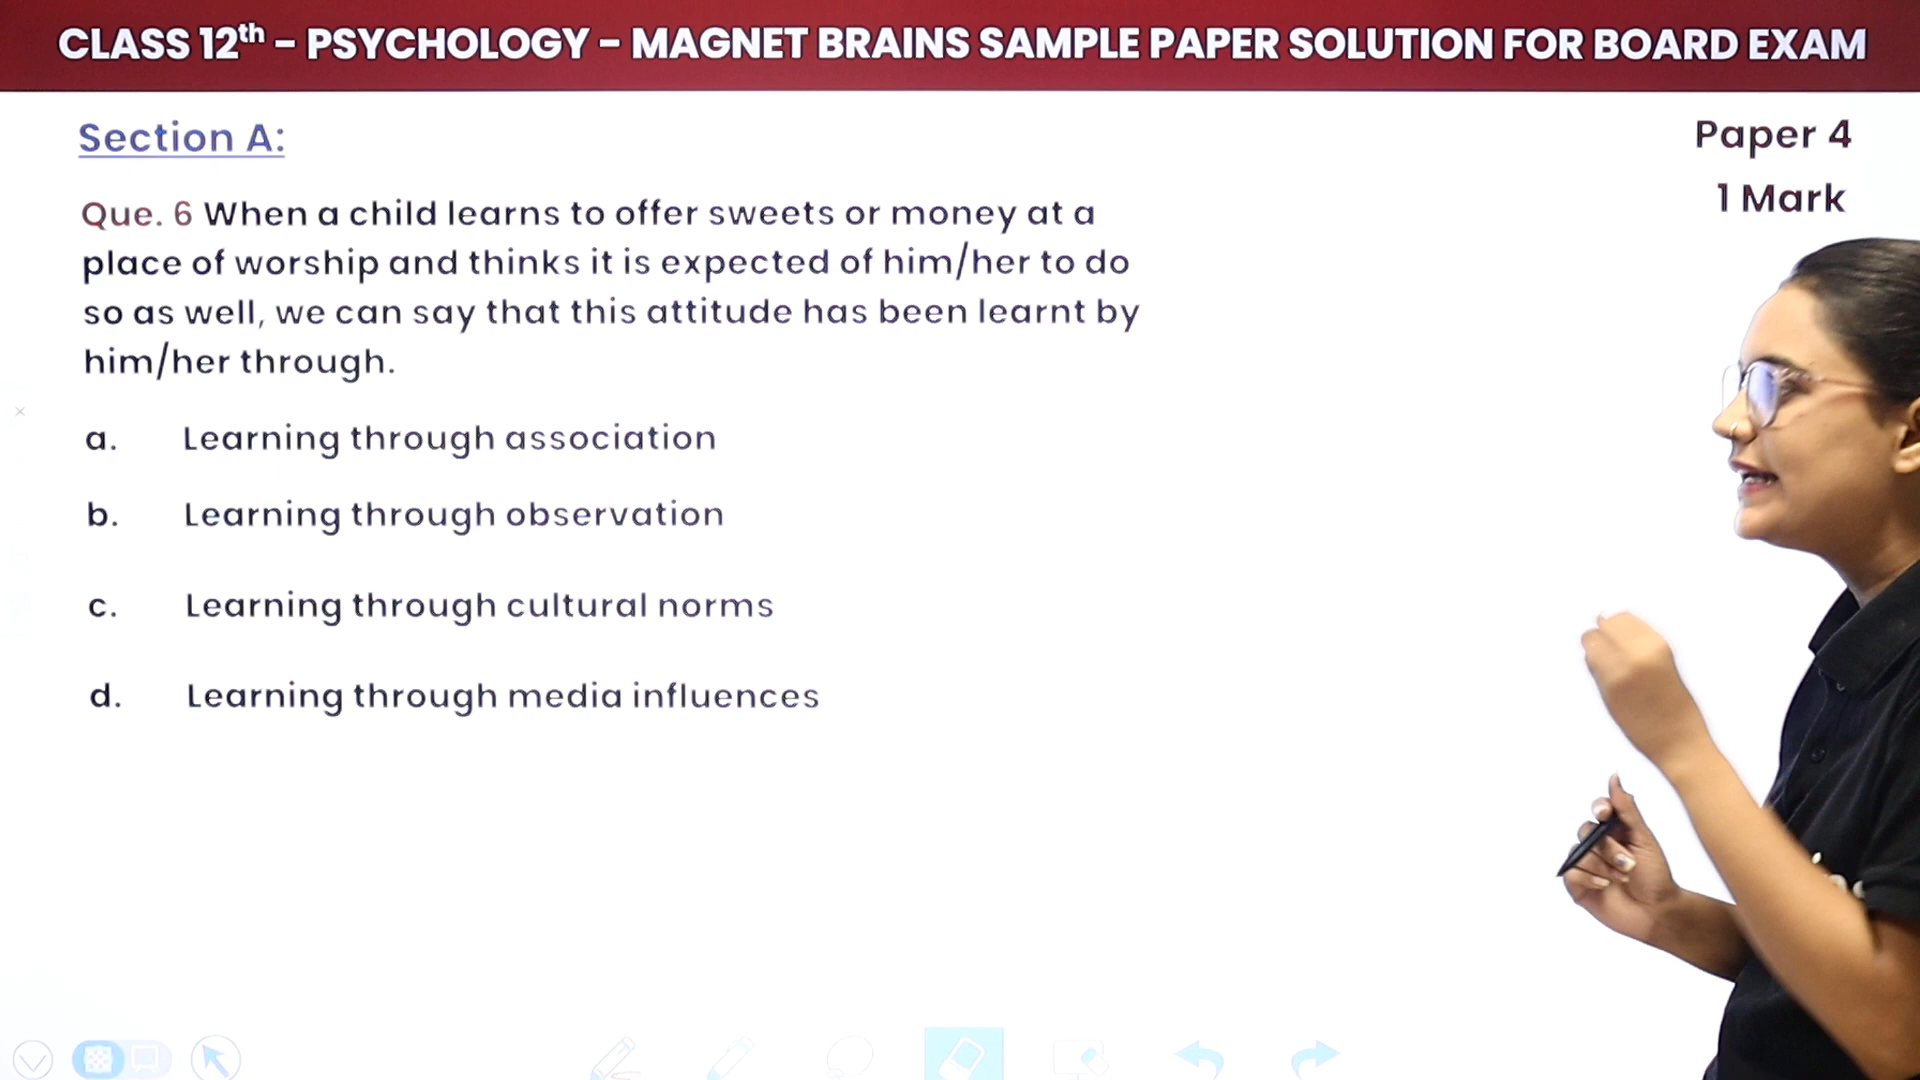 CLASS 12th – PSYCHOLOGY – MAGNET BRAINS SAMPLE PAPER SOLUTION FOR BOARD EXAM
Section A:
Paper 4
1 Mark
Que. 6 When a child learns to offer sweets or money at a
place of worship and thinks it is expected of him/her to do
so as well, we can say that this attitude has been learnt by
him/her through.
a. Learning through association
b. Learning through observation
c. Learning through cultural norms
d. Learning through media influences